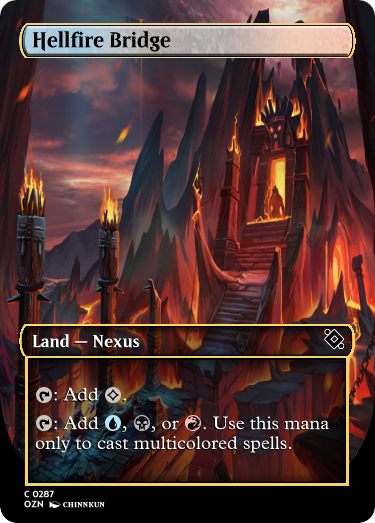 Hellfire Bridge
Land — Nexus
: Add .
: Add , , or . Use this mana
only to cast multicolored spells.
C 0287
OZN CHINNKUN